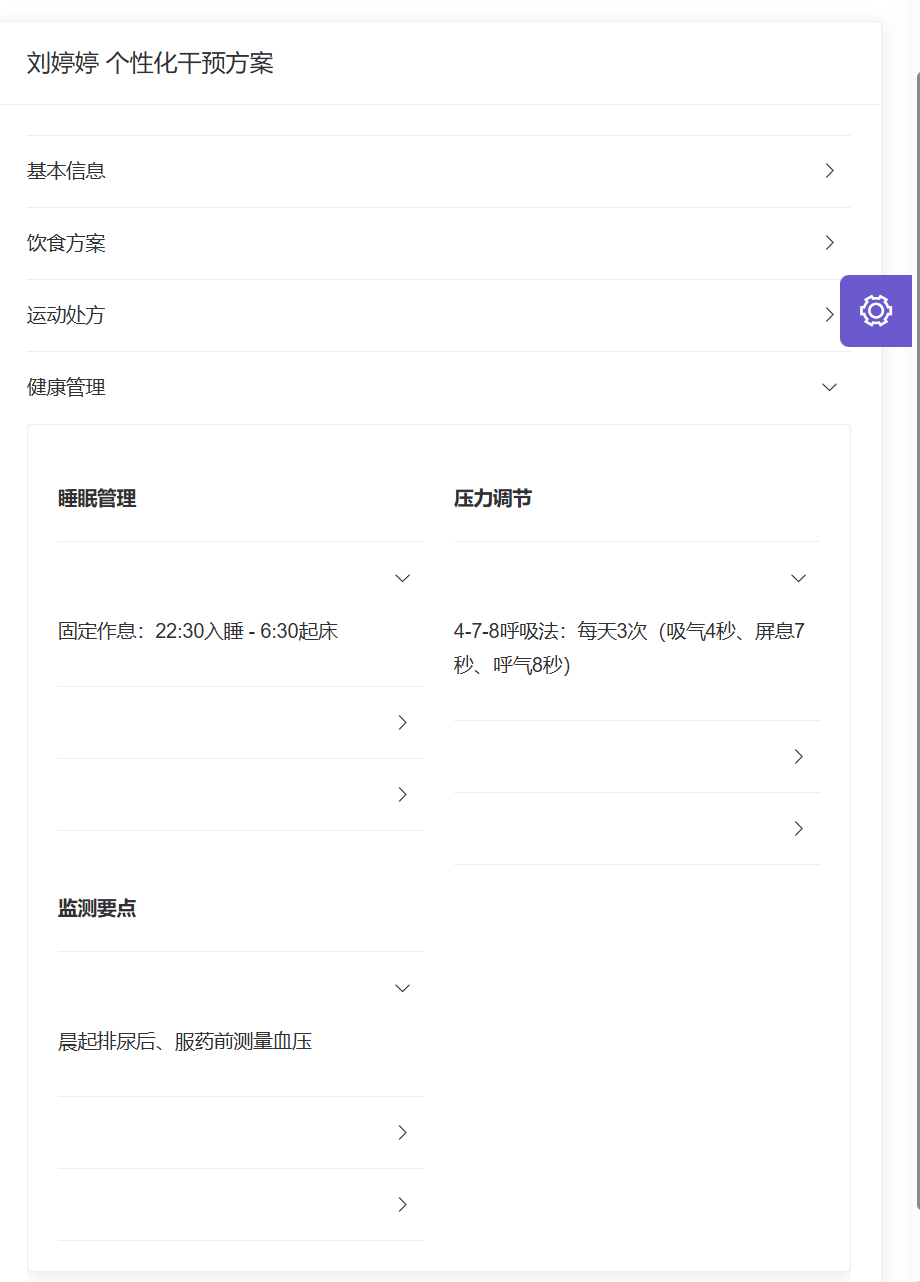 刘婷婷 个性化干预方案
基本信息
饮食方案
运动处方
健康管理
睡眠管理
固定作息：22:30入睡 - 6:30起床
压力调节
4-7-8呼吸法：每天3次（吸气4秒、屏息7
秒、呼气8秒）
监测要点
晨起排尿后、服药前测量血压